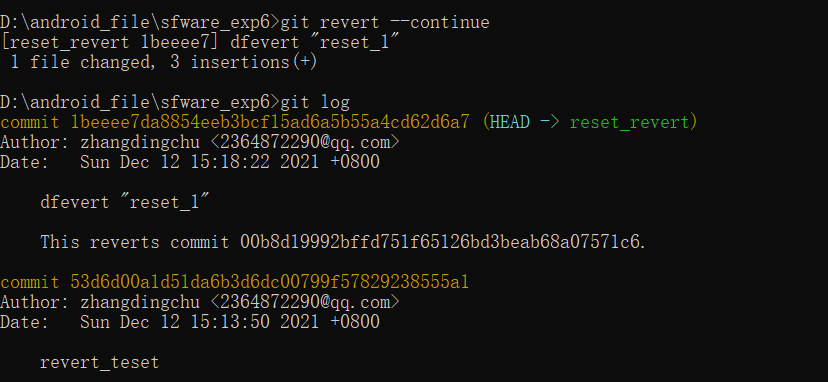 D:\android_file\sfware_exp6>git revert --continue
[reset_revert 1beeee7] dfevert "reset_1"
 1 file changed, 3 insertions(+)
D:\android_file\sfware_exp6>git log
commit 1beeee7da8854eeb3bcf15ad6a5b55a4cd62d6a7 (HEAD -> reset_revert)
Author: zhangdingchu <2364872290@qq.com>
Date:   Sun Dec 12 15:18:22 2021 +0800
    dfevert "reset_1"
    This reverts commit 00b8d19992bffd751f65126bd3beab68a07571c6.
commit 53d6d00a1d51da6b3d6dc00799f57829238555a1
Author: zhangdingchu <2364872290@qq.com>
Date:   Sun Dec 12 15:13:50 2021 +0800
    revert_teset